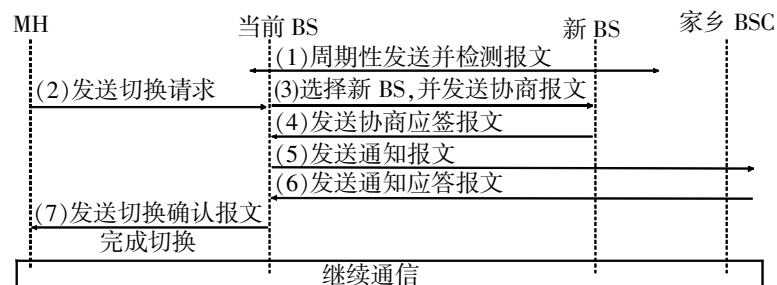 MH
当前 BS
新 BS
家乡 BSC
(1)周期性发送并检测报文
(2)发送切换请求
(3)选择新 BS,并发送协商报文
(4)发送协商应签报文
(5)发送通知报文
(6)发送通知应答报文
(7)发送切换确认报文
完成切换
继续通信